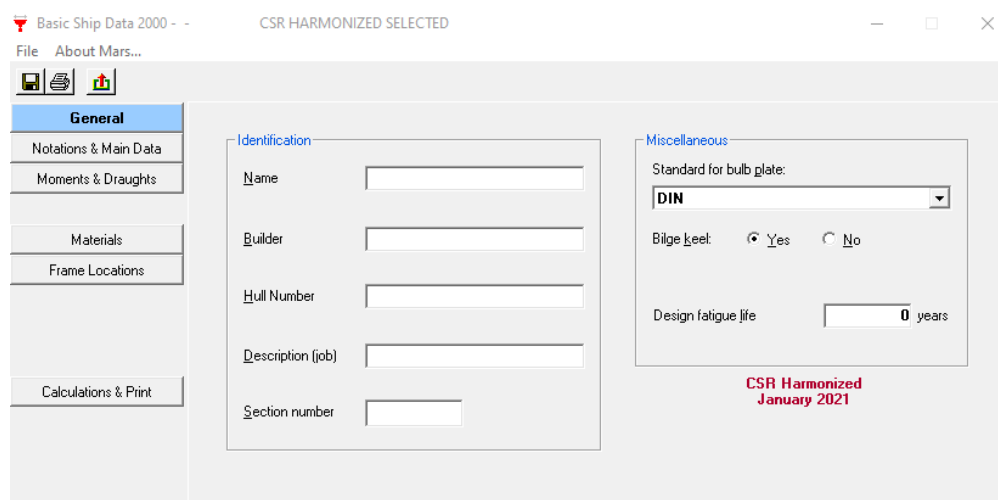 Basic Ship Data 2000 - - CSR HARMONIZED SELECTED
File About Mars...
General
Notations & Main Data
Moments & Draughts
Materials
Frame Locations
Calculations & Print
Identification
Name
Builder
Hull Number
Description (job)
Section number
Miscellaneous
Standard for bulb plate:
DIN
Bilge keel: Yes No
Design fatigue life 0 years
CSR Harmonized
January 2021